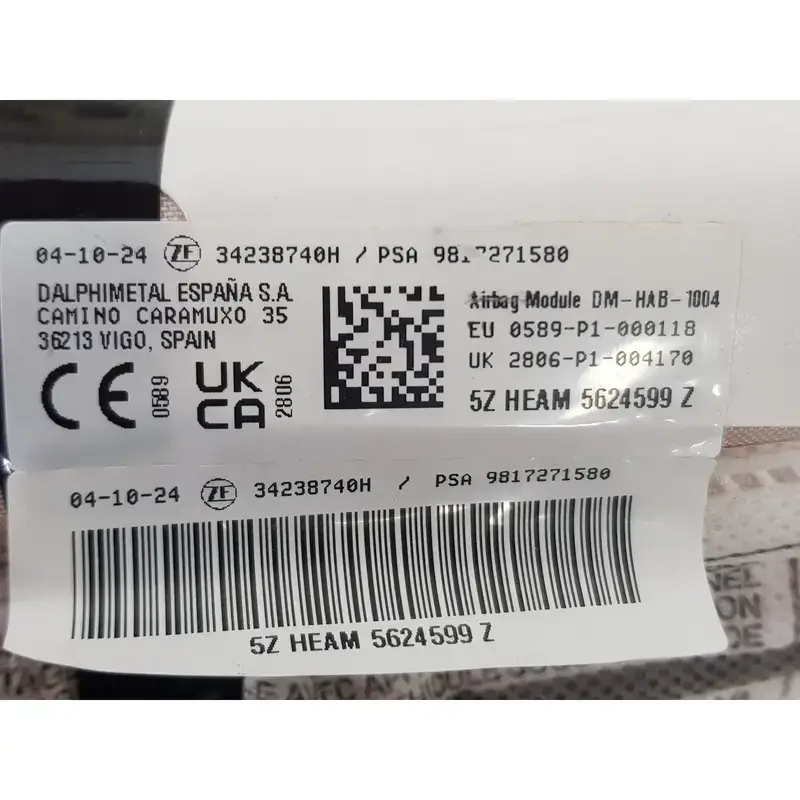 04-10-24 ZF 34238740H / PSA 9817271580
DALPHIMETAL ESPAÑA S.A.
CAMINO CARAMUXO 35
36213 VIGO, SPAIN
CE 0589 UK CA 2806
Airbag Module DM-HAB-1004
EU 0589-P1-000118
UK 2806-P1-004170
5Z HEAM 5624599 Z
04-10-24 ZF 34238740H / PSA 9817271580
5Z HEAM 5624599 Z